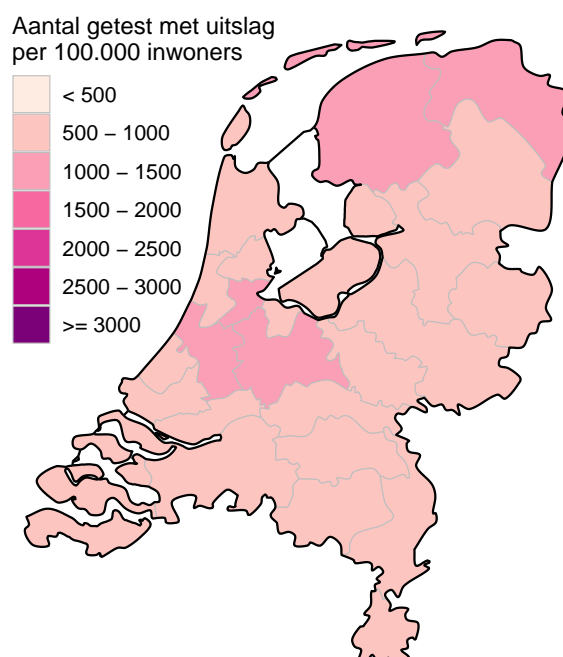 Aantal getest met uitslag
per 100.000 inwoners
< 500
500 – 1000
1000 – 1500
1500 – 2000
2000 – 2500
2500 – 3000
>= 3000